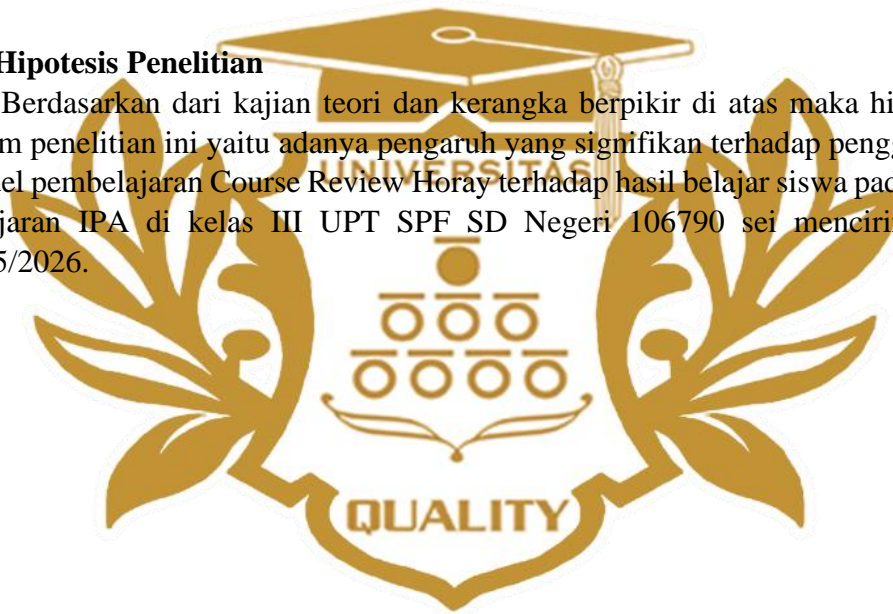 Hipotesis Penelitian
Berdasarkan dari kajian teori dan kerangka berpikir di atas maka hi
m penelitian ini yaitu adanya pengaruh yang signifikan terhadap pengg
el pembelajaran Course Review Horay terhadap hasil belajar siswa pad
jaran IPA di kelas III UPT SPF SD Negeri 106790 sei menciri
5/2026.
UNIVERSITAS
QUALITY